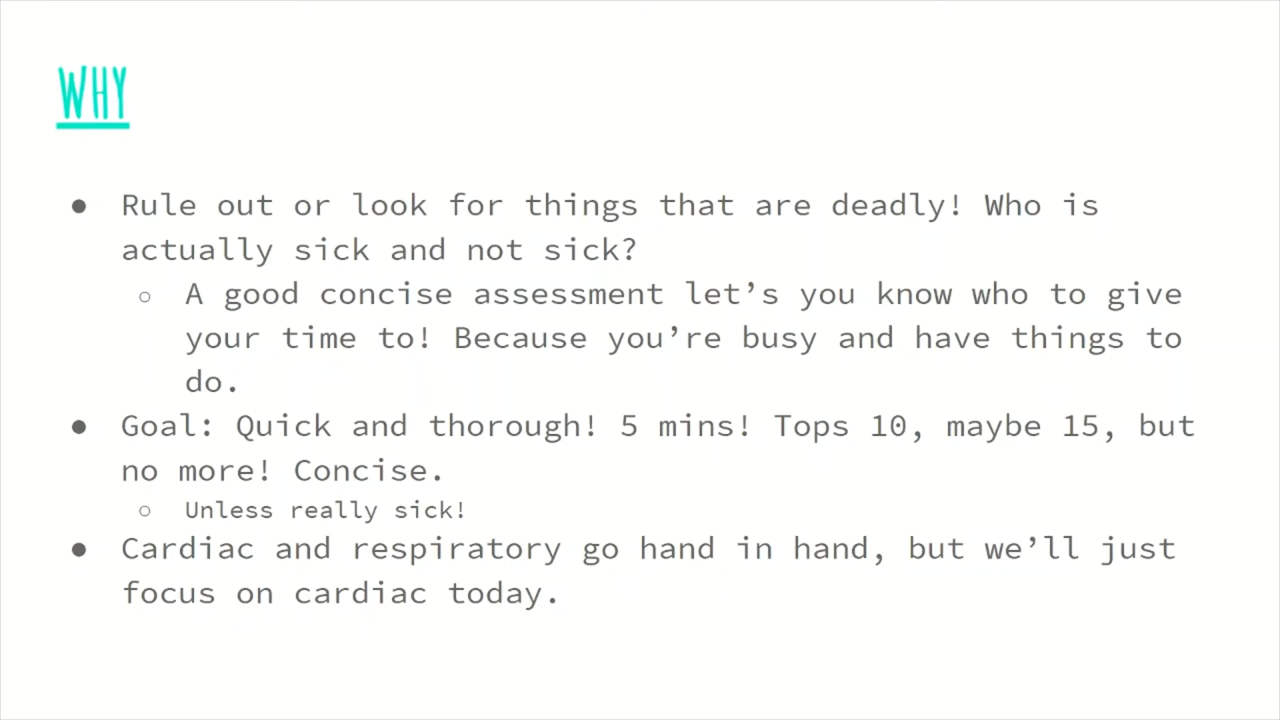 WHY
● Rule out or look for things that are deadly! Who is
actually sick and not sick?
○ A good concise assessment let’s you know who to give
your time to! Because you’re busy and have things to
do.
● Goal: Quick and thorough! 5 mins! Tops 10, maybe 15, but
no more! Concise.
○ Unless really sick!
● Cardiac and respiratory go hand in hand, but we’ll just
focus on cardiac today.